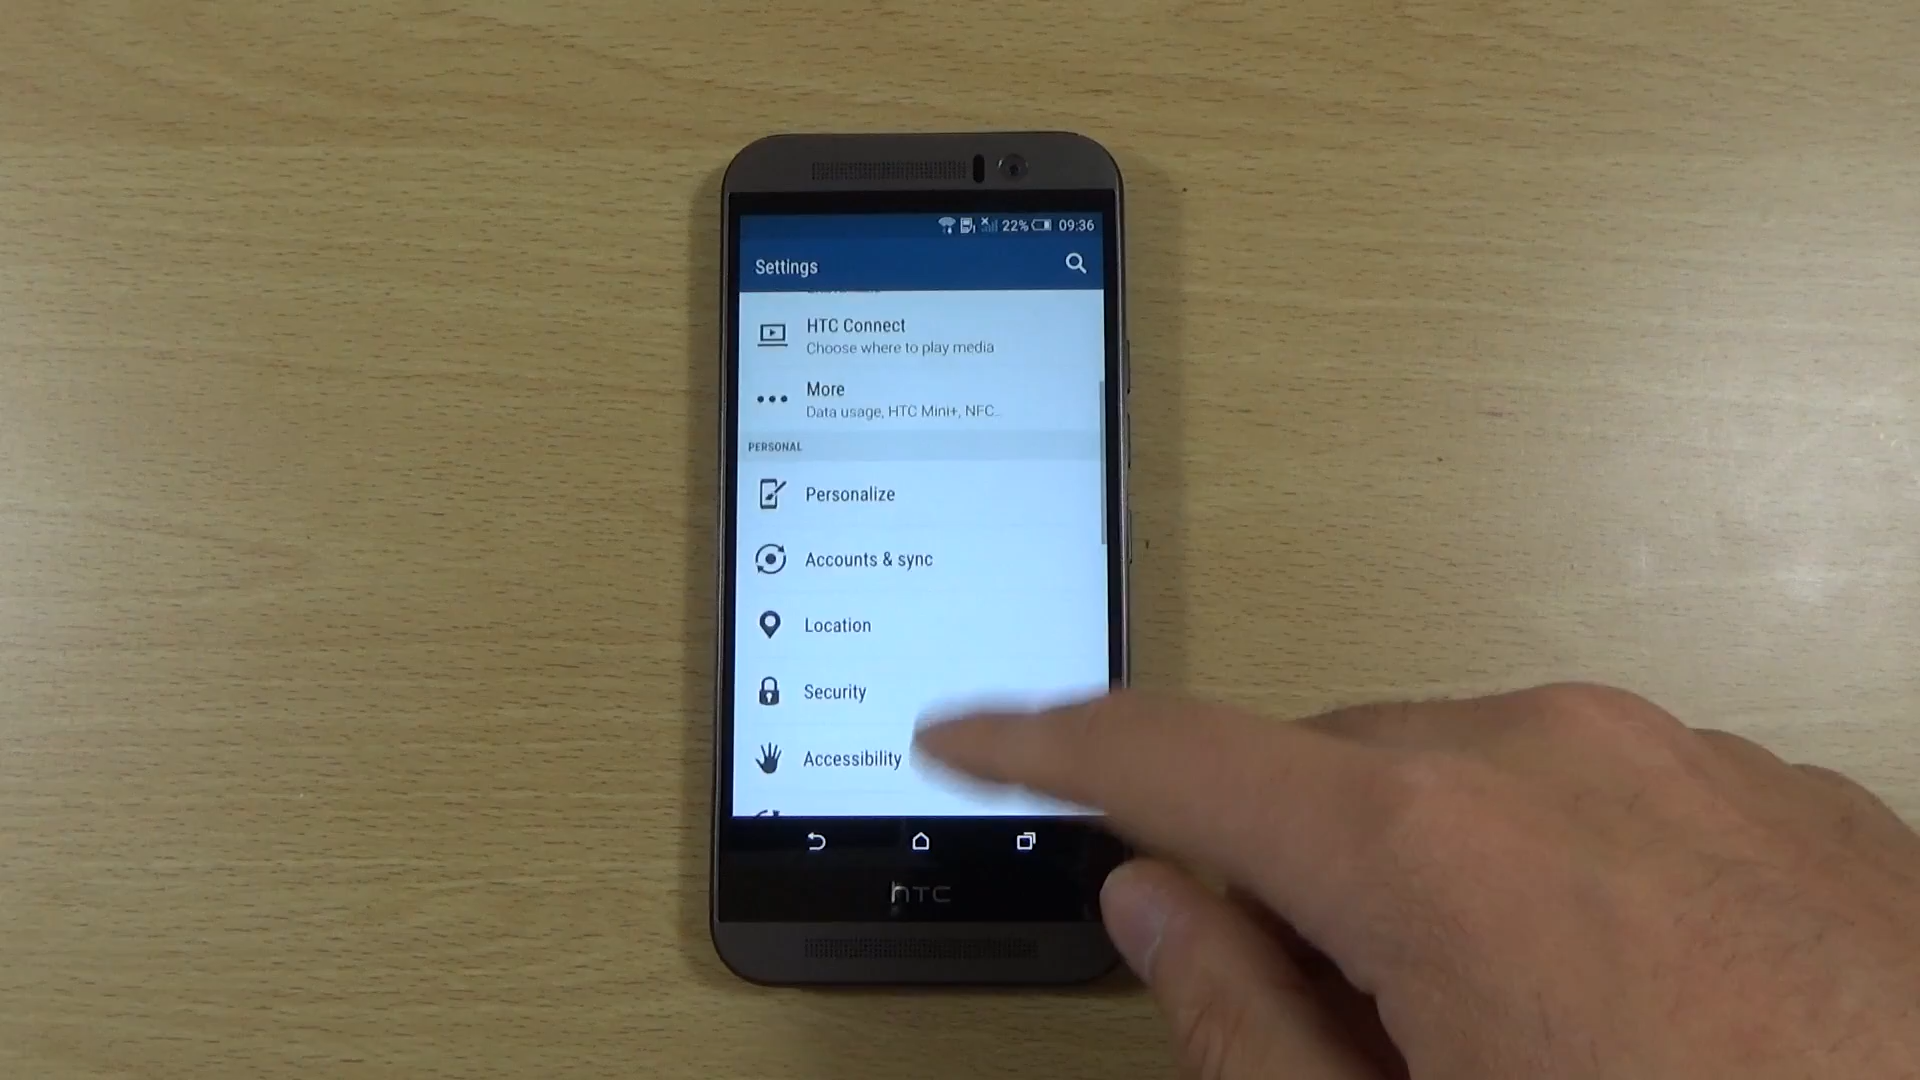 22% 09:36
Settings
HTC Connect
Choose where to play media
More
Data usage, HTC Mini+, NFC...
PERSONAL
Personalize
Accounts & sync
Location
Security
Accessibility
hTC